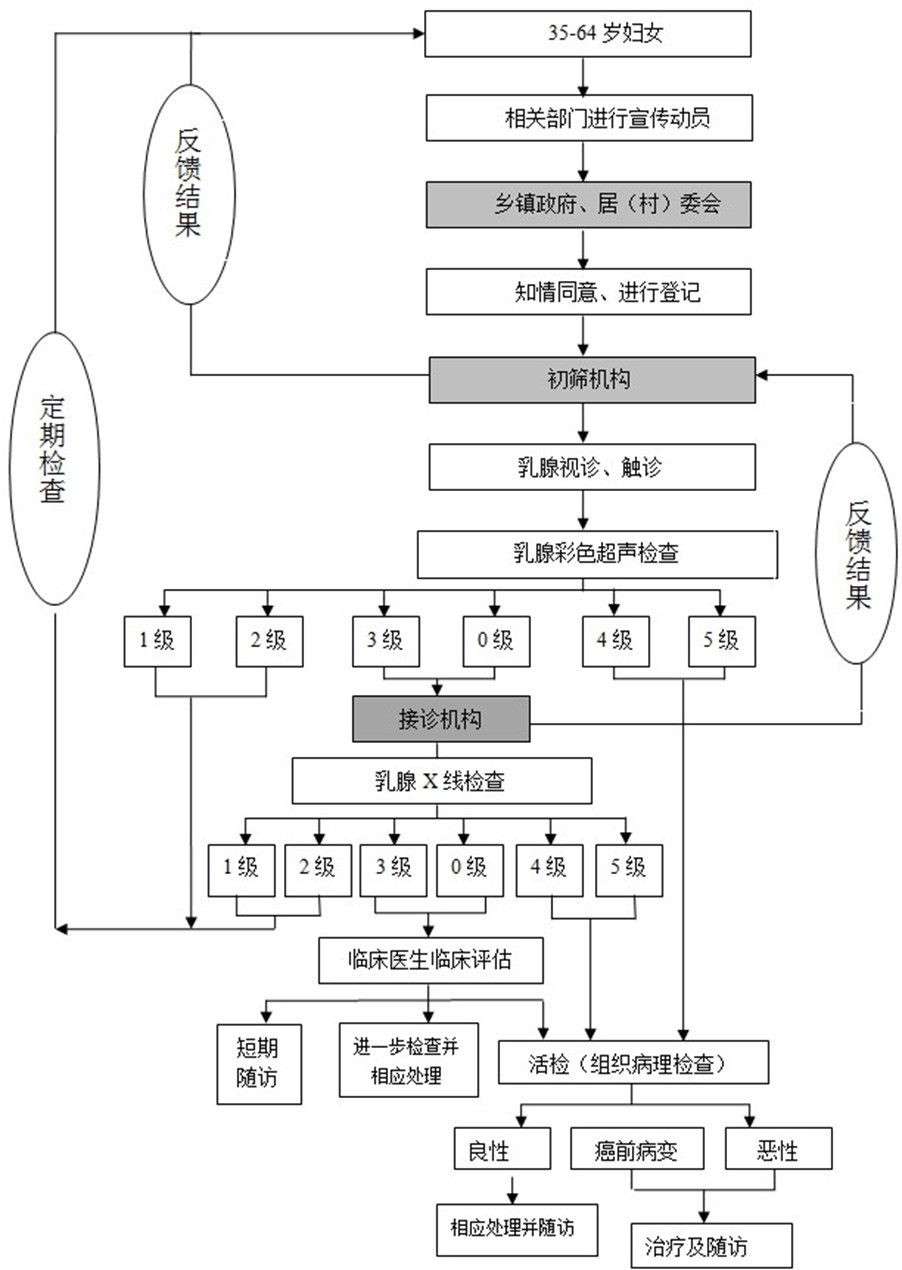 35-64 岁妇女
相关部门进行宣传动员
反馈结果
乡镇政府、居（村）委会
知情同意、进行登记
初筛机构
定期检查
乳腺视诊、触诊
反馈结果
乳腺彩色超声检查
1级 2级 3级 0级 4级 5级
接诊机构
乳腺 X 线检查
1级 2级 3级 0级 4级 5级
临床医生临床评估
短期
随访
进一步检查并
相应处理
活检（组织病理检查）
良性 癌前病变 恶性
相应处理并随访
治疗及随访